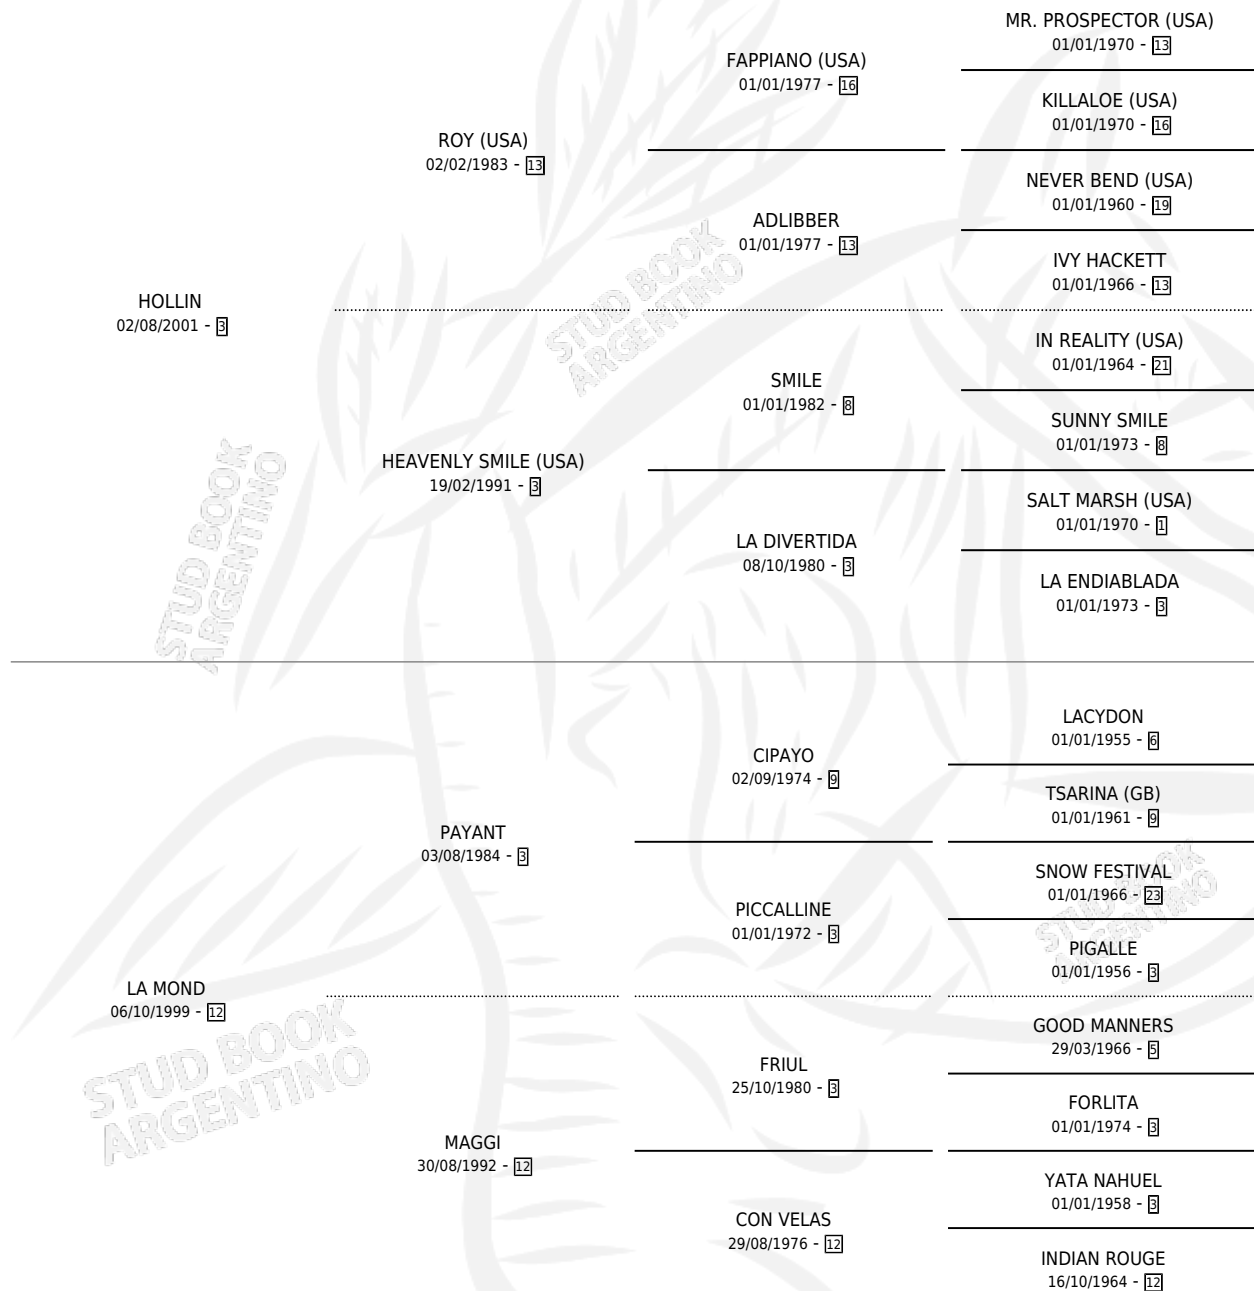 MR. PROSPECTOR (USA)
01/01/1970 - 13
FAPPIANO (USA)
01/01/1977 - 16
KILLALOE (USA)
01/01/1970 - 16
ROY (USA)
02/02/1983 - 13
NEVER BEND (USA)
01/01/1960 - 19
ADLIBBER
01/01/1977 - 13
IVY HACKETT
01/01/1966 - 13
HOLLIN
02/08/2001 - 3
IN REALITY (USA)
01/01/1964 - 21
SMILE
01/01/1982 - 8
SUNNY SMILE
01/01/1973 - 8
HEAVENLY SMILE (USA)
19/02/1991 - 3
SALT MARSH (USA)
01/01/1970 - 1
LA DIVERTIDA
08/10/1980 - 3
LA ENDIABLADA
01/01/1973 - 3
STUD BOOK
ARGENTINO
STUD BOOK
ARGENTINO
LACYDON
01/01/1955 - 6
CIPAYO
02/09/1974 - 9
TSARINA (GB)
01/01/1961 - 9
PAYANT
03/08/1984 - 3
SNOW FESTIVAL
01/01/1966 - 23
PICCALLINE
01/01/1972 - 3
PIGALLE
01/01/1956 - 3
LA MOND
06/10/1999 - 12
GOOD MANNERS
29/03/1966 - 5
FRIUL
25/10/1980 - 3
FORLITA
01/01/1974 - 3
MAGGI
30/08/1992 - 12
YATA NAHUEL
01/01/1958 - 3
CON VELAS
29/08/1976 - 12
INDIAN ROUGE
16/10/1964 - 12
STUD BOOK
ARGENTINO
STUD BOOK
ARGENTINO